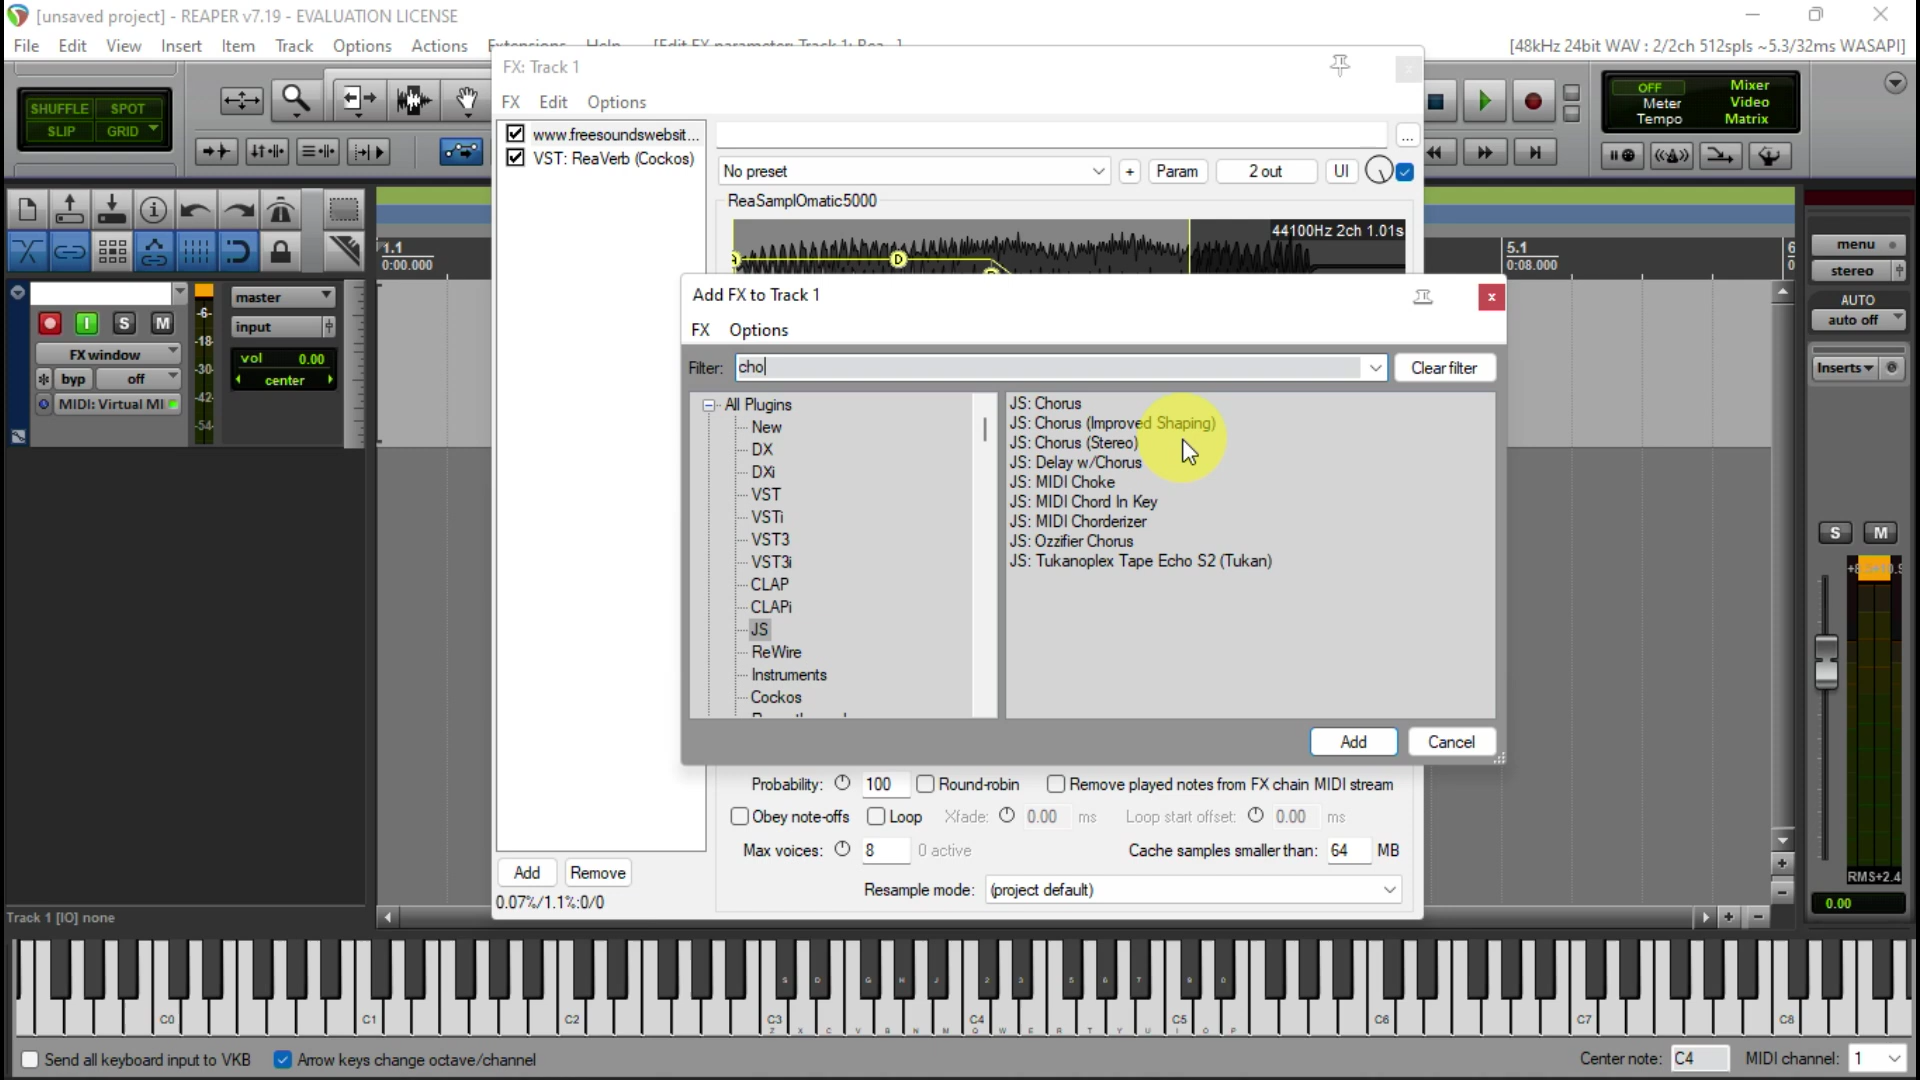 [unsaved project] - REAPER v7.19 - EVALUATION LICENSE
File Edit View Insert Item Track Options Actions
[48kHz 24bit WAV : 2/2ch 512spls ~5.3/32ms WASAPI]
FX: Track 1
FX Edit Options
SHUFFLE SPOT
SLIP GRID
OFF Mixer
Meter Video
Tempo Matrix
www.freesoundswebsit...
VST: ReaVerb (Cockos)
...
No preset + Param 2 out UI
ReaSamplOmatic5000
44100Hz 2ch 1.01s
D
1.1
0:00.000
5.1
0:08.000
6
0
menu
stereo
AUTO
auto off
Inserts
Add FX to Track 1
x
FX Options
Filter: cho Clear filter
All Plugins
New
DX
DXi
VST
VSTi
VST3
VST3i
CLAP
CLAPi
JS
ReWire
Instruments
Cockos
JS: Chorus
JS: Chorus (Improved Shaping)
JS: Chorus (Stereo)
JS: Delay w/Chorus
JS: MIDI Choke
JS: MIDI Chord In Key
JS: MIDI Chorderizer
JS: Ozzifier Chorus
JS: Tukanoplex Tape Echo S2 (Tukan)
Add Cancel
master
input
S M
FX window
byp off
MIDI: Virtual MI
-6-
-18-
-30-
-42-
-54-
vol 0.00
center
S M
RMS+2.4
0.00
Probability: 100 Round-robin Remove played notes from FX chain MIDI stream
Obey note-offs Loop Xfade: 0.00 ms Loop start offset: 0.00 ms
Max voices: 8 0 active Cache samples smaller than: 64 MB
Resample mode: (project default)
Add Remove
0.07%/1.1%:0/0
Track 1 [IO] none
C0 C1 C2 C3 C4 C5 C6 C7 C8
Send all keyboard input to VKB Arrow keys change octave/channel
Center note: C4 MIDI channel: 1